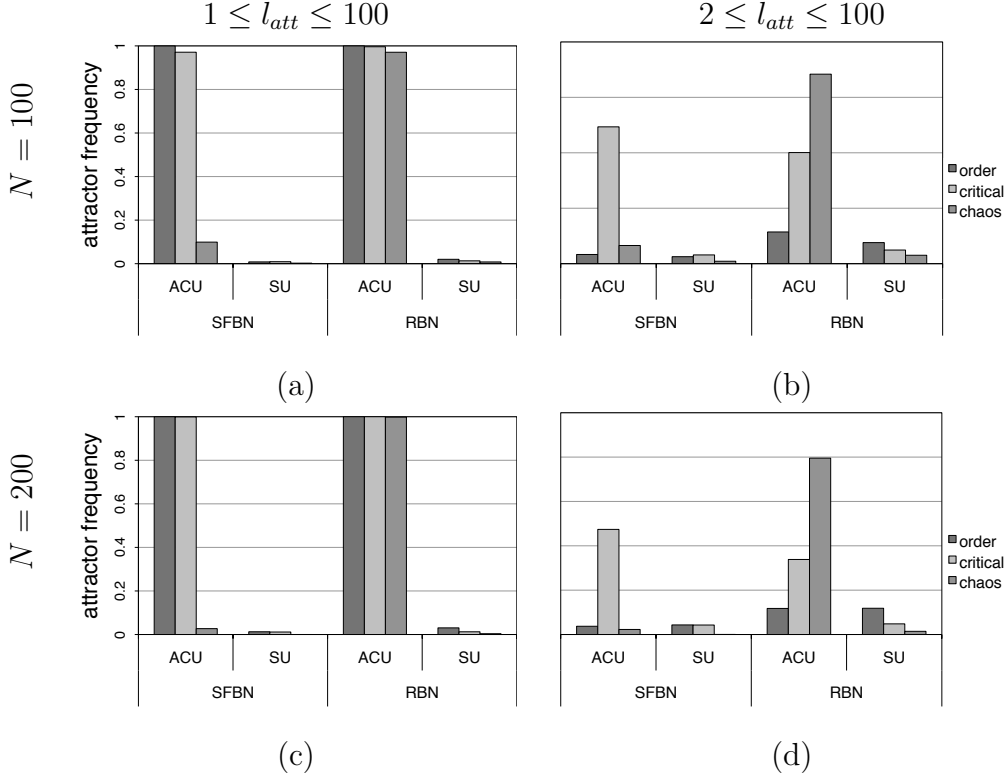 1 ≤ l_att ≤ 100
2 ≤ l_att ≤ 100
N = 100
attractor frequency
1
0.8
0.6
0.4
0.2
0
ACU SU ACU SU
SFBN RBN
(a)
ACU SU ACU SU
SFBN RBN
order
critical
chaos
(b)
N = 200
attractor frequency
1
0.8
0.6
0.4
0.2
0
ACU SU ACU SU
SFBN RBN
(c)
ACU SU ACU SU
SFBN RBN
order
critical
chaos
(d)